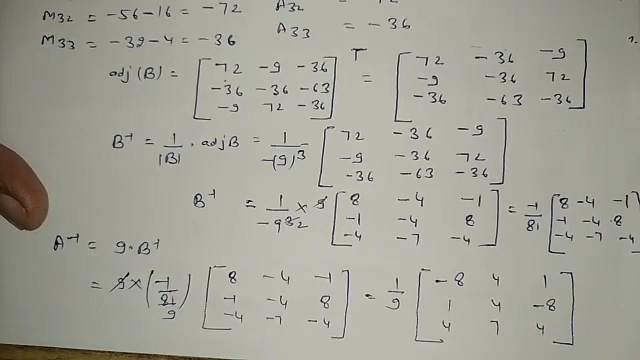 M32 = -56-16 = -72
M33 = -32-4 = -36 A33 = -36
adj(B) = [72 -9 -36 -36 -36 -63 -9 72 -36]T = [72 -36 -9 -9 -36 72 -36 -63 -36]
B-1 = 1/|B| . adjB = 1/-(9)3 [72 -36 -9 -9 -36 72 -36 -63 -36]
B-1 = 1/-932 × 9 [8 -4 -1 -1 -4 8 -4 -7 -4] = -1/81 [8 -4 -1 -1 -4 8 -4 -7 -4]
A-1 = 9.B-1
= 9×(-1/81 9) [8 -4 -1 -1 -4 8 -4 -7 -4] = 1/9 [-8 4 1 1 4 -8 4 7 4]